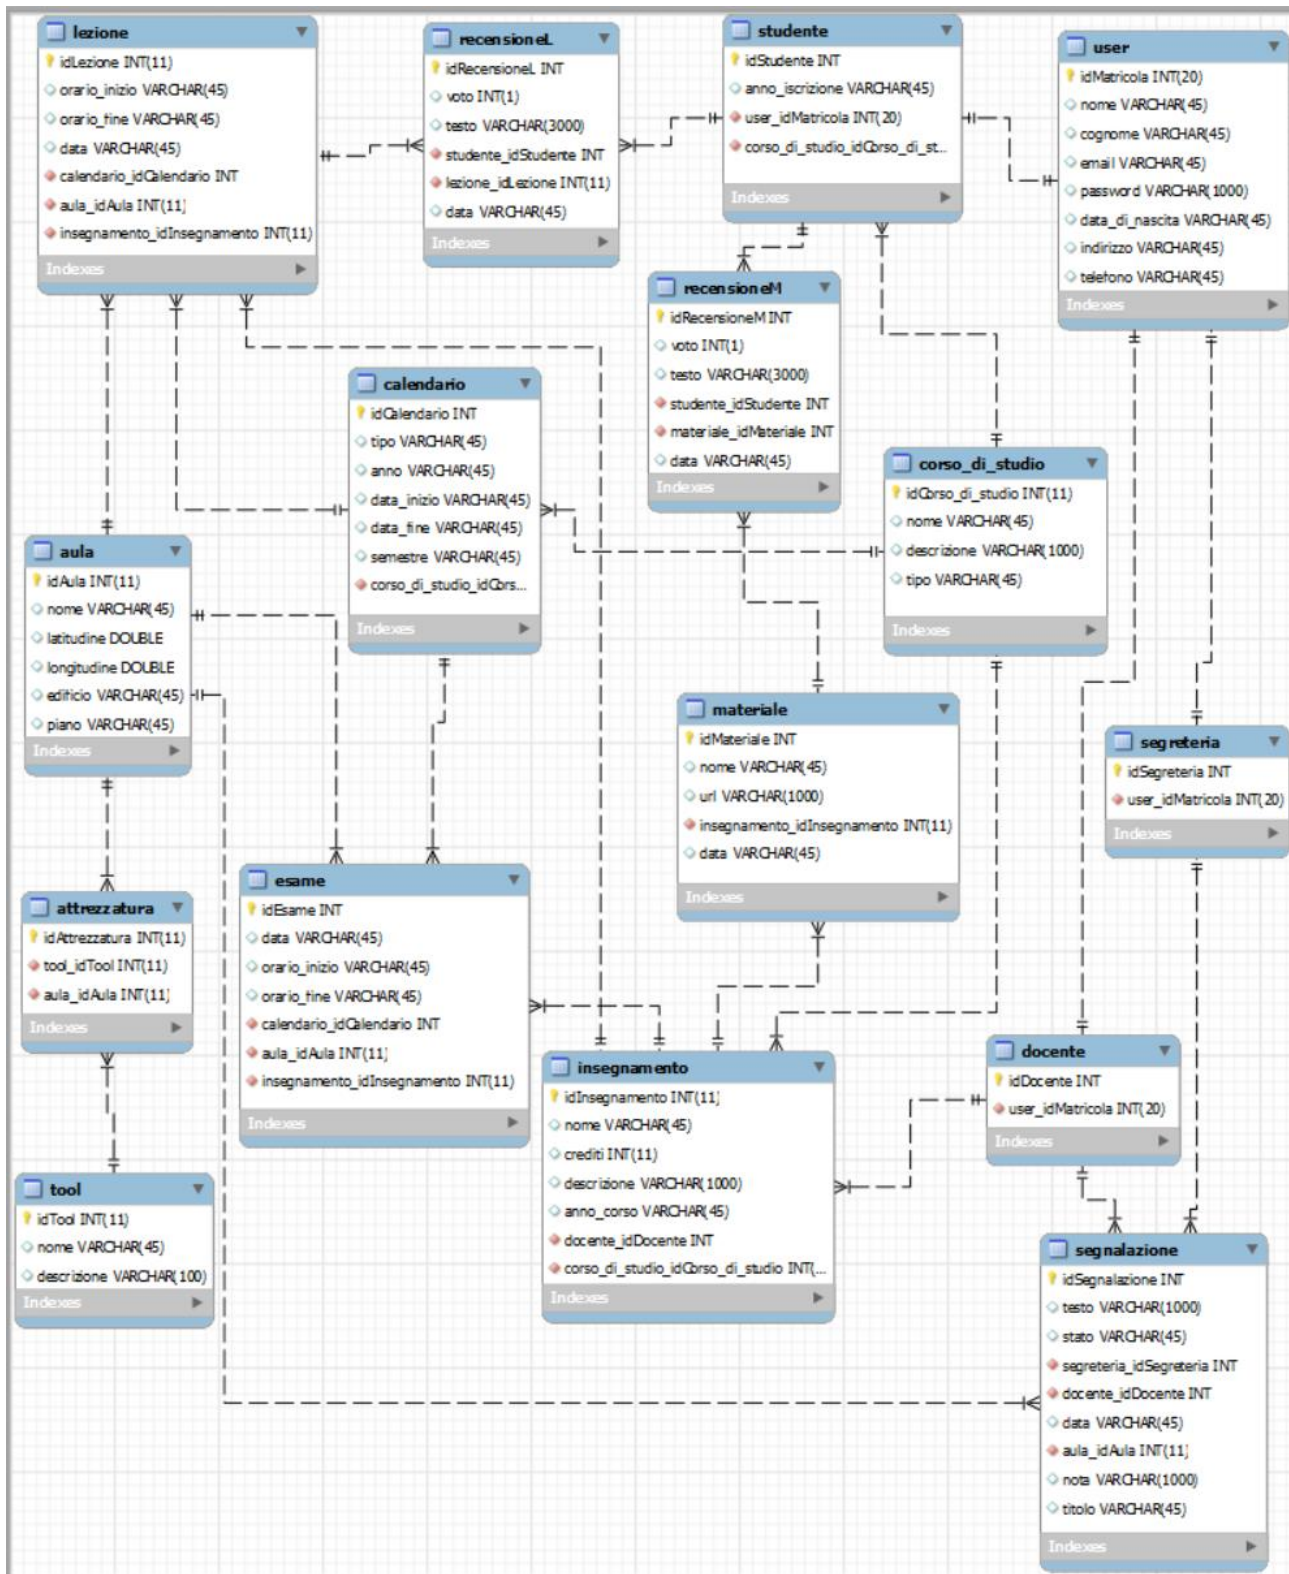 lezione
idLezione INT(11)
orario_inizio VARCHAR(45)
orario_fine VARCHAR(45)
data VARCHAR(45)
calendario_idCalendario INT
aula_idAula INT(11)
insegnamento_idInsegnamento INT(11)
Indexes
recensioneL
idRecensioneL INT
voto INT(1)
testo VARCHAR(3000)
studente_idStudente INT
lezione_idLezione INT(11)
data VARCHAR(45)
Indexes
studente
idStudente INT
anno_iscrizione VARCHAR(45)
user_idMatricola INT(20)
corso_di_studio_idCorso_di_st...
Indexes
user
idMatricola INT(20)
nome VARCHAR(45)
cognome VARCHAR(45)
email VARCHAR(45)
password VARCHAR(1000)
data_di_nascita VARCHAR(45)
indirizzo VARCHAR(45)
telefono VARCHAR(45)
Indexes
recensioneM
idRecensioneM INT
voto INT(1)
testo VARCHAR(3000)
studente_idStudente INT
materiale_idMateriale INT
data VARCHAR(45)
Indexes
calendario
idCalendario INT
tipo VARCHAR(45)
anno VARCHAR(45)
data_inizio VARCHAR(45)
data_fine VARCHAR(45)
semestre VARCHAR(45)
corso_di_studio_idCors...
Indexes
corso_di_studio
idCorso_di_studio INT(11)
nome VARCHAR(45)
descrizione VARCHAR(1000)
tipo VARCHAR(45)
Indexes
aula
idAula INT(11)
nome VARCHAR(45)
latitudine DOUBLE
longitudine DOUBLE
edificio VARCHAR(45)
piano VARCHAR(45)
Indexes
materiale
idMateriale INT
nome VARCHAR(45)
url VARCHAR(1000)
insegnamento_idInsegnamento INT(11)
data VARCHAR(45)
Indexes
segreteria
idSegreteria INT
user_idMatricola INT(20)
Indexes
esame
idEsame INT
data VARCHAR(45)
orario_inizio VARCHAR(45)
orario_fine VARCHAR(45)
calendario_idCalendario INT
aula_idAula INT(11)
insegnamento_idInsegnamento INT(11)
Indexes
attrezzatura
idAttrezzatura INT(11)
tool_idTool INT(11)
aula_idAula INT(11)
Indexes
insegnamento
idInsegnamento INT(11)
nome VARCHAR(45)
crediti INT(11)
descrizione VARCHAR(1000)
anno_corso VARCHAR(45)
docente_idDocente INT
corso_di_studio_idCorso_di_studio INT(...
Indexes
docente
idDocente INT
user_idMatricola INT(20)
Indexes
tool
idTool INT(11)
nome VARCHAR(45)
descrizione VARCHAR(100)
Indexes
segnalazione
idSegnalazione INT
testo VARCHAR(1000)
stato VARCHAR(45)
segreteria_idSegreteria INT
docente_idDocente INT
data VARCHAR(45)
aula_idAula INT(11)
nota VARCHAR(1000)
titolo VARCHAR(45)
Indexes